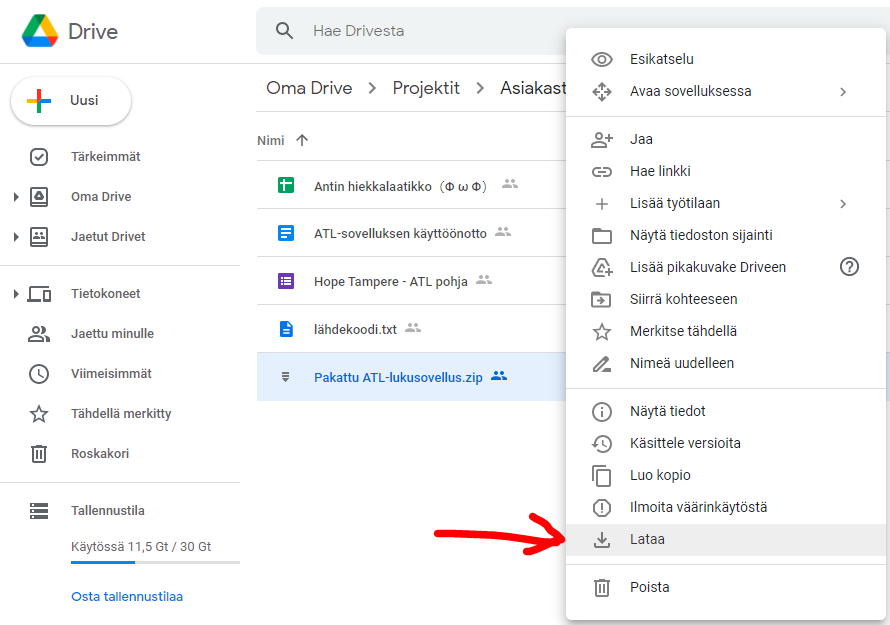 Drive
Hae Drivesta
Uusi
Tärkeimmät
Oma Drive
Jaetut Drivet
Tietokoneet
Jaettu minulle
Viimeisimmät
Tähdellä merkitty
Roskakori
Tallennustila
Käytössä 11,5 Gt / 30 Gt
Osta tallennustilaa
Oma Drive > Projektit > Asiakast
Nimi ↑
Antin hiekkalaatikko (Φ ω Φ)
ATL-sovelluksen käyttöönotto
Hope Tampere - ATL pohja
lähdekoodi.txt
Pakattu ATL-lukusovellus.zip
Esikatselu
Avaa sovelluksessa
Jaa
Hae linkki
Lisää työtilaan
Näytä tiedoston sijainti
Lisää pikakuvake Driveen
Siirrä kohteeseen
Merkitse tähdellä
Nimeä uudelleen
Näytä tiedot
Käsittele versioita
Luo kopio
Ilmoita väärinkäytöstä
Lataa
Poista